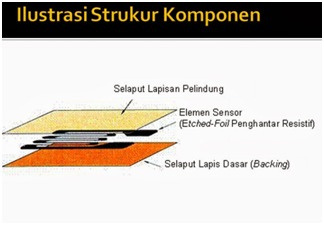 Ilustrasi Strukur Komponen
Selaput Lapisan Pelindung
Elemen Sensor
(Etched-Foil Penghantar Resistif)
Selaput Lapis Dasar (Backing)